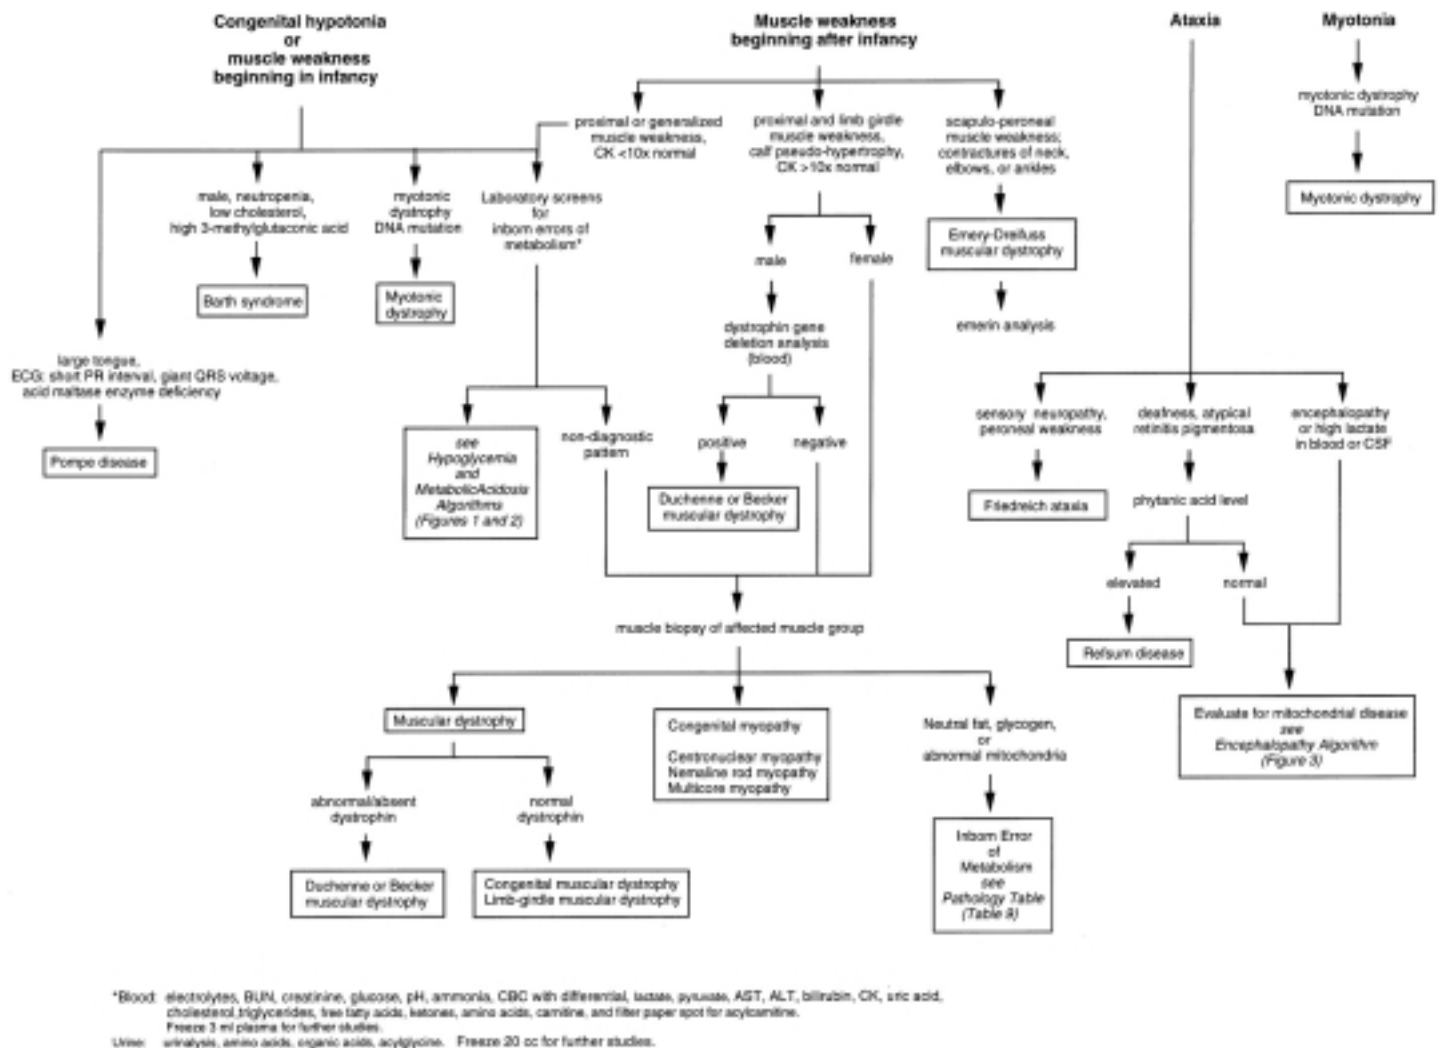 Congenital hypotonia
or
muscle weakness
beginning in infancy
Muscle weakness
beginning after infancy
Ataxia
Myotonia
proximal or generalized
muscle weakness,
CK <10x normal
proximal and limb girdle
muscle weakness,
calf pseudo-hypertrophy,
CK >10x normal
scapulo-peroneal
muscle weakness;
contractures of neck,
elbows, or ankles
myotonic dystrophy
DNA mutation
Myotonic dystrophy
male, neutropenia,
low cholesterol,
high 3-methylglutaconic acid
myotonic
dystrophy
DNA mutation
Laboratory screens
for
inborn errors of
metabolism*
Emery-Dreifuss
muscular dystrophy
male
female
Barth syndrome
Myotonic
dystrophy
dystrophin gene
deletion analysis
(blood)
emerin analysis
large tongue,
ECG: short PR interval, giant QRS voltage,
acid maltase enzyme deficiency
Pompe disease
see
Hypoglycemia
and
MetabolicAcidosis
Algorithms
(Figures 1 and 2)
non-diagnostic
pattern
positive
negative
Duchenne or Becker
muscular dystrophy
sensory neuropathy,
peroneal weakness
deafness, atypical
retinitis pigmentosa
encephalopathy
or high lactate
in blood or CSF
Friedreich ataxia
phytanic acid level
elevated
normal
Refsum disease
Evaluate for mitochondrial disease
see
Encephalopathy Algorithm
(Figure 3)
muscle biopsy of affected muscle group
Muscular dystrophy
Congenital myopathy
Centronuclear myopathy
Nemaline rod myopathy
Multicore myopathy
Neutral fat, glycogen,
or
abnormal mitochondria
abnormal/absent
dystrophin
normal
dystrophin
Duchenne or Becker
muscular dystrophy
Congenital muscular dystrophy
Limb-girdle muscular dystrophy
Inborn Error
of
Metabolism
see
Pathology Table
(Table 9)
*Blood: electrolytes, BUN, creatinine, glucose, pH, ammonia, CBC with differential, lactate, pyruvate, AST, ALT, bilirubin, CK, uric acid,
cholesterol,triglycerides, free fatty acids, ketones, amino acids, carnitine, and filter paper spot for acylcarnitine.
Freeze 3 ml plasma for further studies.
Urine: urinalysis, amino acids, organic acids, acylglycine. Freeze 20 cc for further studies.